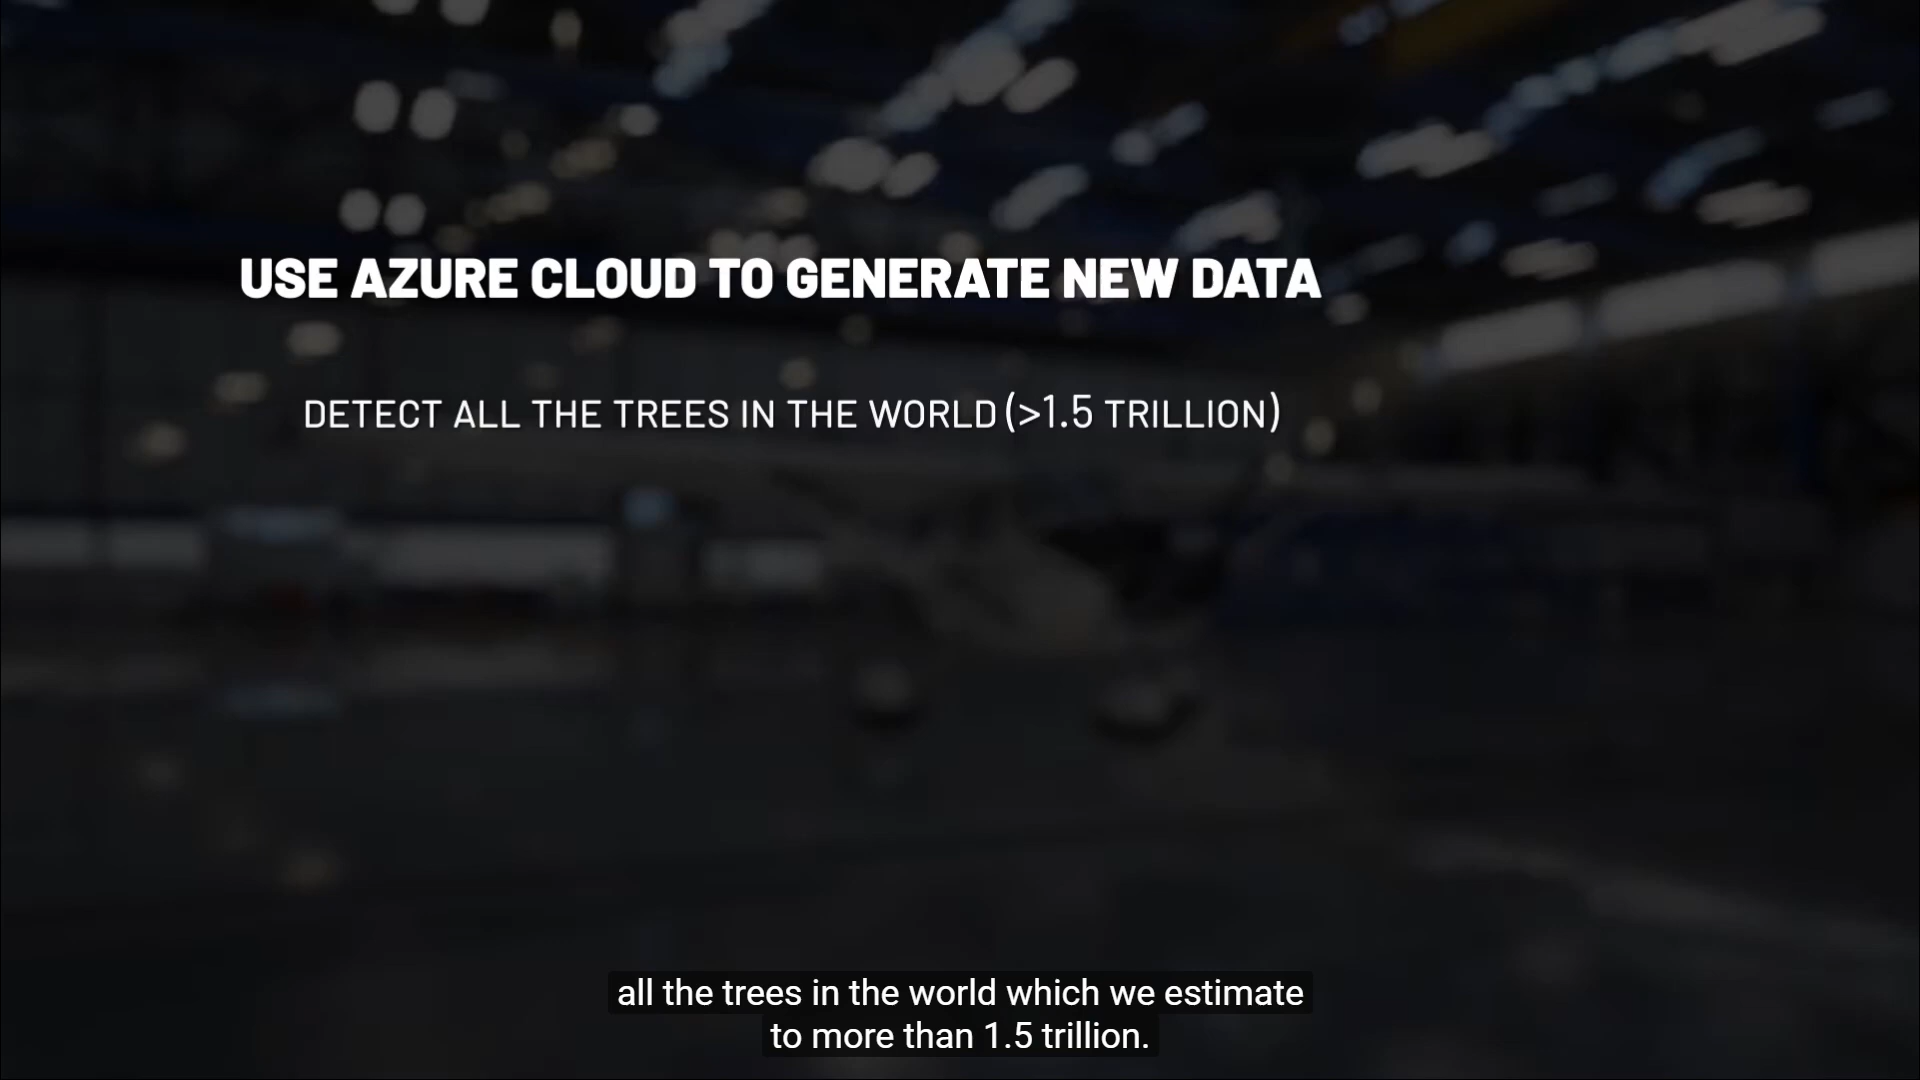 USE AZURE CLOUD TO GENERATE NEW DATA
DETECT ALL THE TREES IN THE WORLD (>1.5 TRILLION)
all the trees in the world which we estimate
to more than 1.5 trillion.